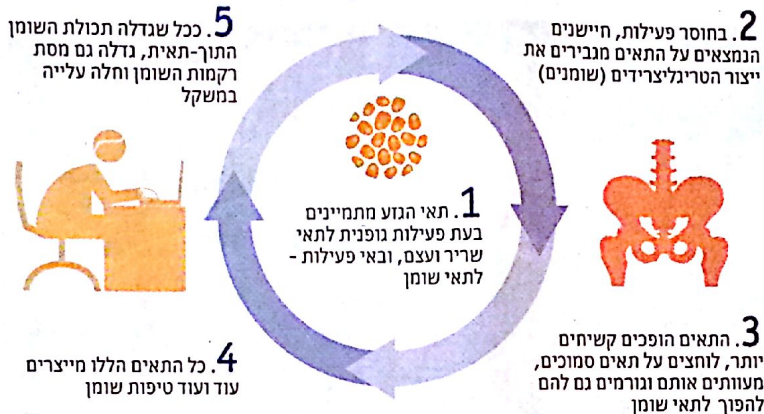 1. תאי הגזע מתמיינים
בעת פעילות גופנית לתאי
שריר ועצם, ובאי פעילות -
לתאי שומן
2. בחוסר פעילות, חיישנים
הנמצאים על התאים מגבירים את
ייצור הטריגליצרידים (שומנים)
3. התאים הופכים קשיחים
יותר, לוחצים על תאים סמוכים,
מעוותים אותם וגורמים גם להם
להפוך לתאי שומן
4. כל התאים הללו מייצרים
עוד ועוד טיפות שומן
5. ככל שגדלה תכולת השומן
התוך-תאית, גדלה גם מסת
רקמות השומן וחלה עלייה
במשקל